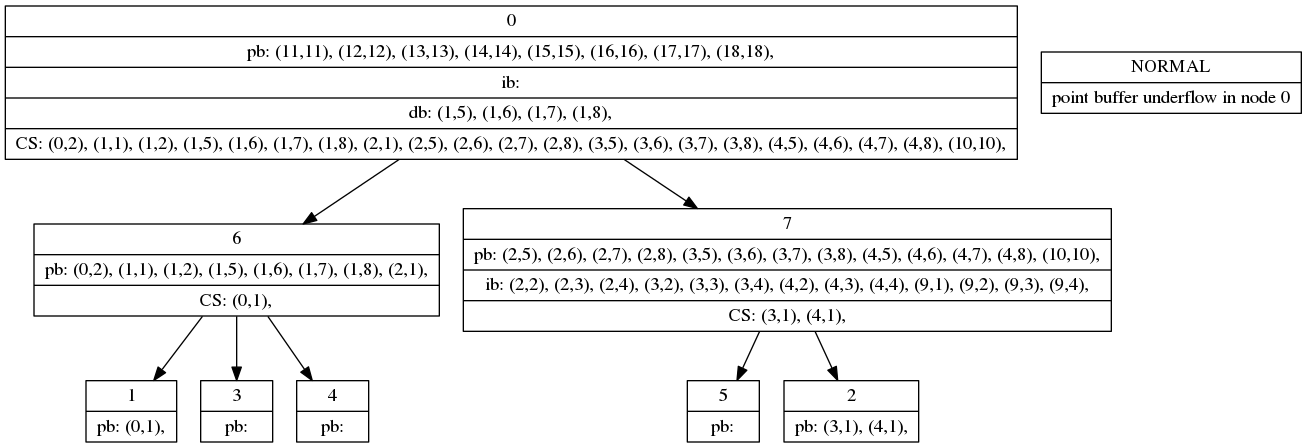 0
pb: (11,11), (12,12), (13,13), (14,14), (15,15), (16,16), (17,17), (18,18),
ib:
db: (1,5), (1,6), (1,7), (1,8),
CS: (0,2), (1,1), (1,2), (1,5), (1,6), (1,7), (1,8), (2,1), (2,5), (2,6), (2,7), (2,8), (3,5), (3,6), (3,7), (3,8), (4,5), (4,6), (4,7), (4,8), (10,10),
NORMAL
point buffer underflow in node 0
6
pb: (0,2), (1,1), (1,2), (1,5), (1,6), (1,7), (1,8), (2,1),
CS: (0,1),
7
pb: (2,5), (2,6), (2,7), (2,8), (3,5), (3,6), (3,7), (3,8), (4,5), (4,6), (4,7), (4,8), (10,10),
ib: (2,2), (2,3), (2,4), (3,2), (3,3), (3,4), (4,2), (4,3), (4,4), (9,1), (9,2), (9,3), (9,4),
CS: (3,1), (4,1),
1
pb: (0,1),
3
pb:
4
pb:
5
pb:
2
pb: (3,1), (4,1),